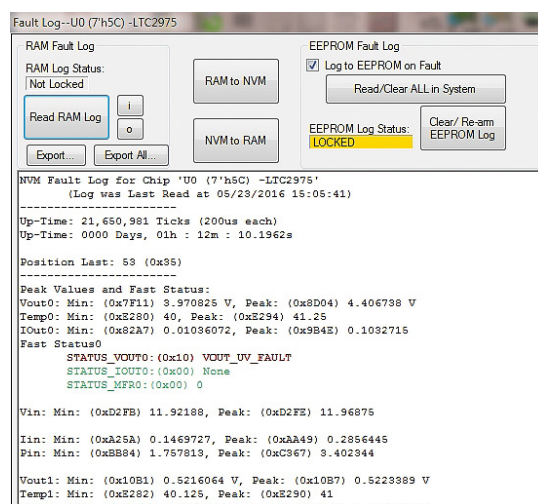 Fault Log--U0 (7'h5C) -LTC2975
RAM Fault Log
RAM Log Status:
Not Locked
Read RAM Log
i
o
Export...
Export All...
RAM to NVM
NVM to RAM
EEPROM Fault Log
Log to EEPROM on Fault
Read/Clear ALL in System
EEPROM Log Status:
LOCKED
Clear/ Re-arm
EEPROM Log
NVM Fault Log for Chip 'U0 (7'h5C) -LTC2975'
(Log was Last Read at 05/23/2016 15:05:41)
-----------------------
Up-Time: 21,650,981 Ticks (200us each)
Up-Time: 0000 Days, 01h : 12m : 10.1962s
Position Last: 53 (0x35)
-----------------------
Peak Values and Fast Status:
Vout0: Min: (0x7F11) 3.970825 V, Peak: (0x8D04) 4.406738 V
Temp0: Min: (0xE280) 40, Peak: (0xE294) 41.25
IOut0: Min: (0x82A7) 0.01036072, Peak: (0x9B4E) 0.1032715
Fast Status0
STATUS_VOUT0:(0x10) VOUT_UV_FAULT
STATUS_IOUT0:(0x00) None
STATUS_MFR0:(0x00) 0
Vin: Min: (0xD2FB) 11.92188, Peak: (0xD2FE) 11.96875
Iin: Min: (0xA25A) 0.1469727, Peak: (0xAA49) 0.2856445
Pin: Min: (0xBB84) 1.757813, Peak: (0xC367) 3.402344
Vout1: Min: (0x10B1) 0.5216064 V, Peak: (0x10B7) 0.5223389 V
Temp1: Min: (0xE282) 40.125, Peak: (0xE290) 41